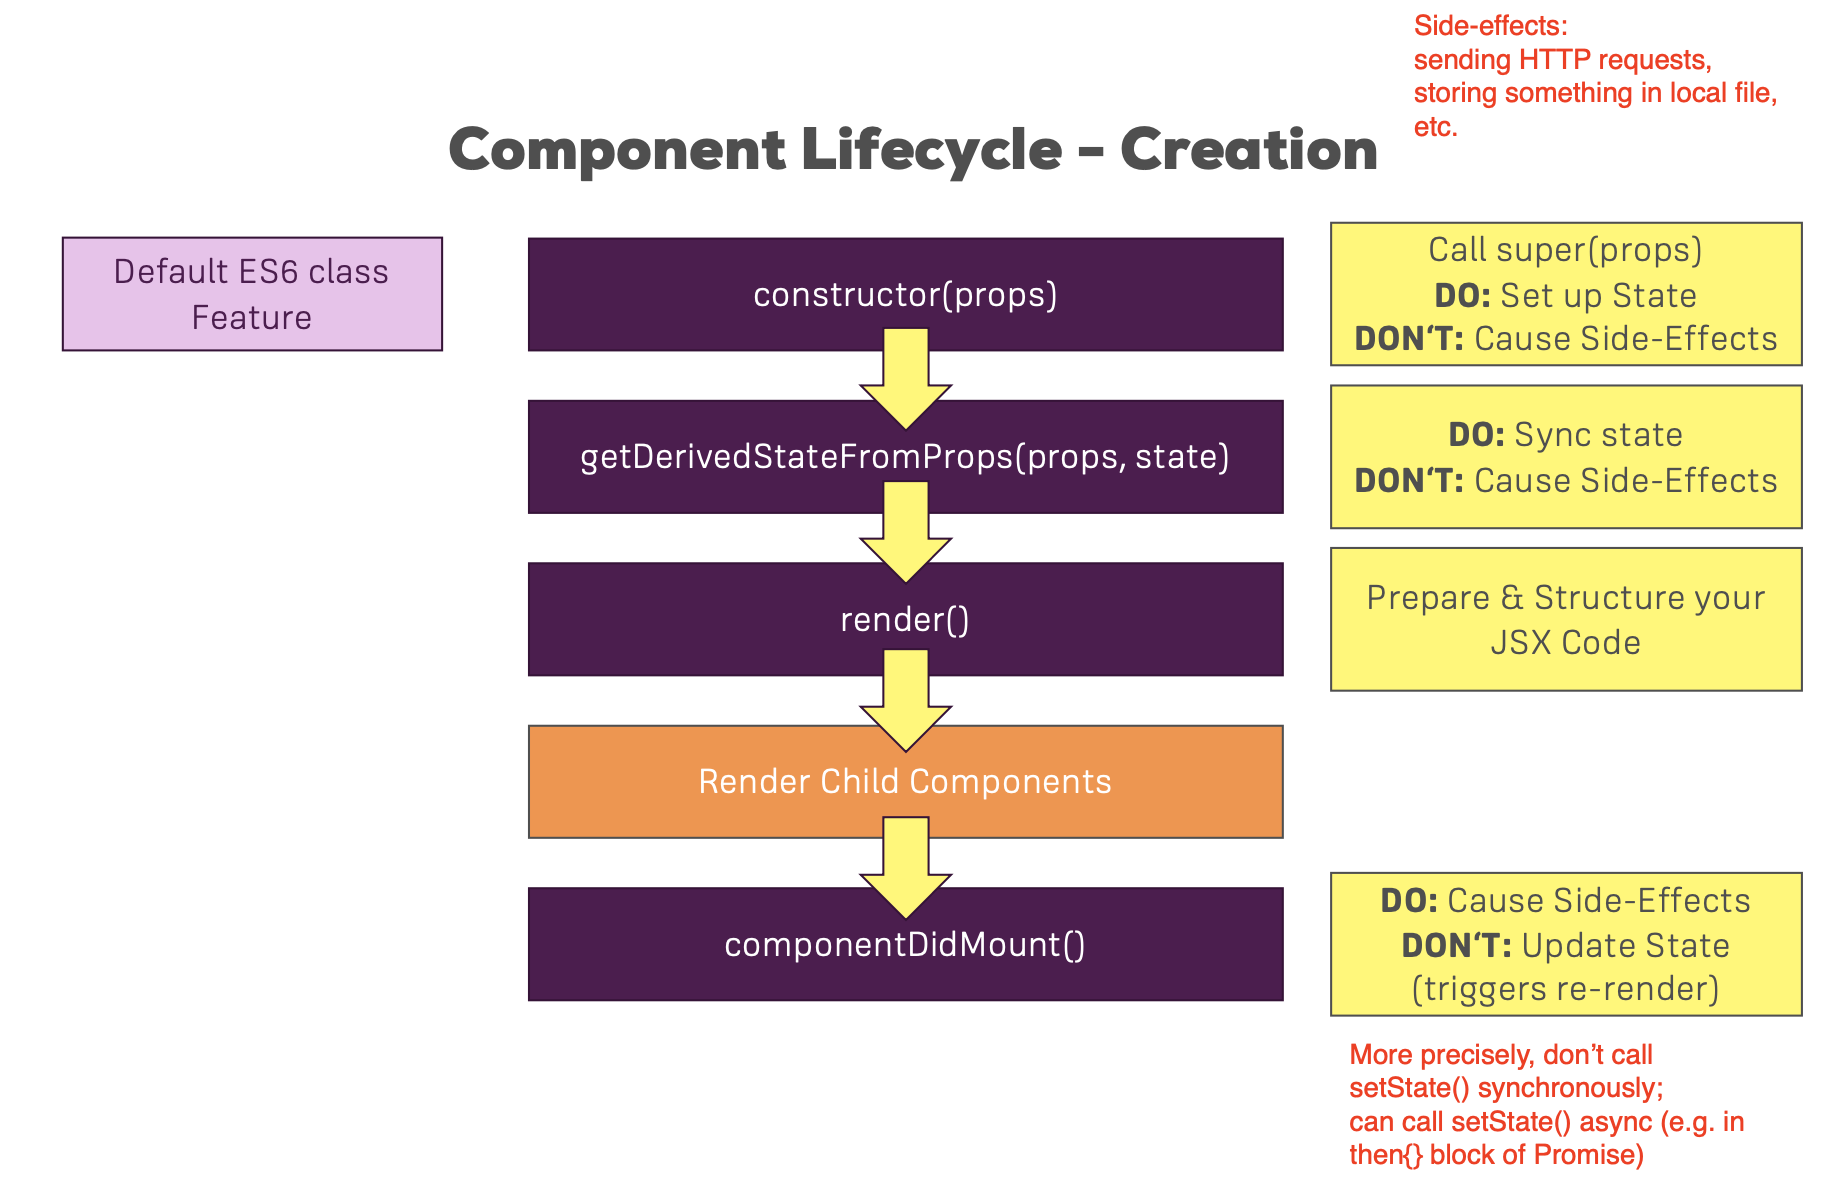 Side-effects:
sending HTTP requests,
storing something in local file,
etc.
Component Lifecycle - Creation
Default ES6 class
Feature
constructor(props)
Call super(props)
DO: Set up State
DON‘T: Cause Side-Effects
getDerivedStateFromProps(props, state)
DO: Sync state
DON‘T: Cause Side-Effects
render()
Prepare & Structure your
JSX Code
Render Child Components
componentDidMount()
DO: Cause Side-Effects
DON‘T: Update State
(triggers re-render)
More precisely, don’t call
setState() synchronously;
can call setState() async (e.g. in
then{} block of Promise)